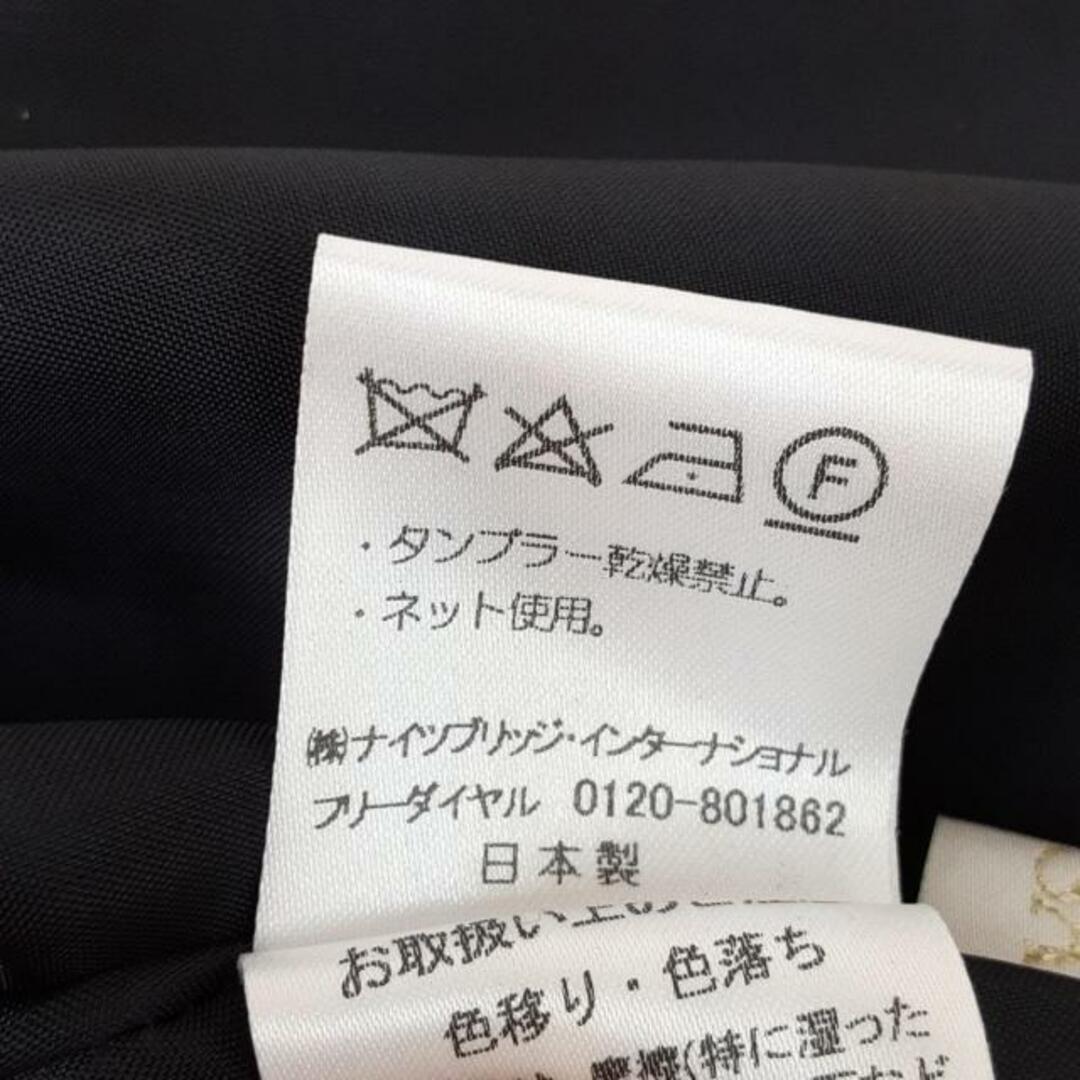 F
・タンブラー乾燥禁止。
・ネット使用。
㈱ナイツブリッジ・インターナショナル
フリーダイヤル 0120-801862
日本製
お取扱い上の
色移り・色落ち
摩擦(特に湿った